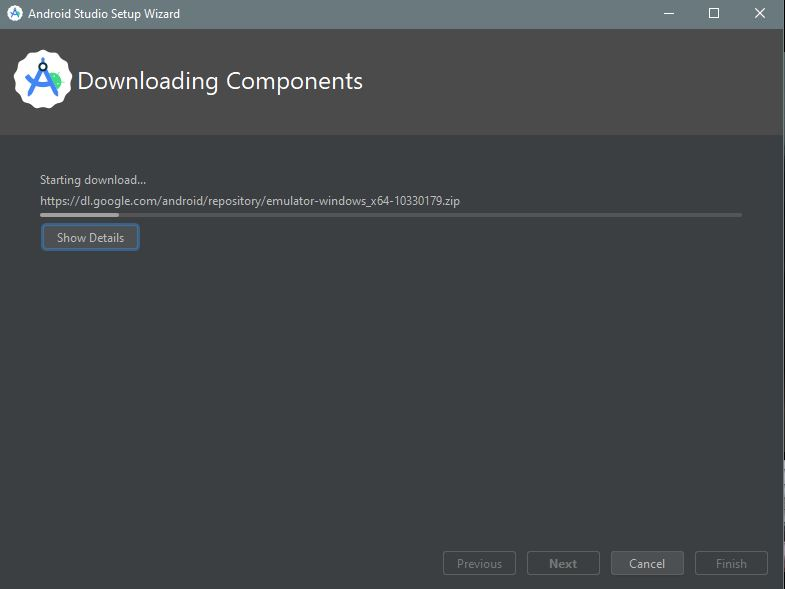 Android Studio Setup Wizard
Downloading Components
Starting download...
https://dl.google.com/android/repository/emulator-windows_x64-10330179.zip
Show Details
Previous Next Cancel Finish